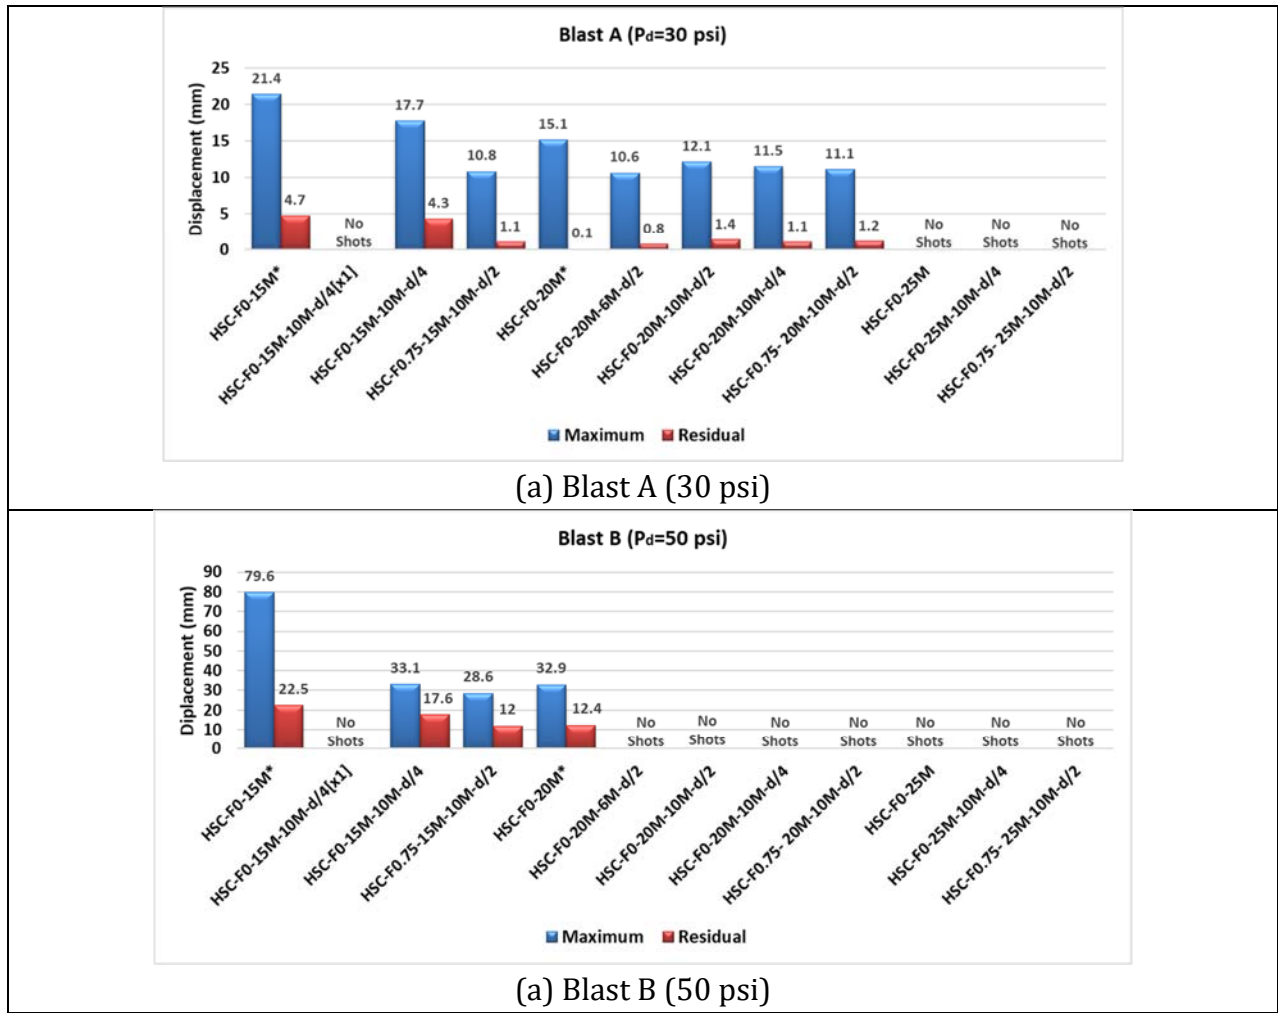 Blast A (Pd=30 psi)
Displacement (mm)
25
20
15
10
5
0
21.4
4.7
No
Shots
17.7
4.3
10.8
1.1
15.1
0.1
10.6
0.8
12.1
1.4
11.5
1.1
11.1
1.2
No
Shots
No
Shots
No
Shots
HSC-F0-15M*
HSC-F0-15M-10M-d/4[x1]
HSC-F0-15M-10M-d/4
HSC-F0.75-15M-10M-d/2
HSC-F0-20M*
HSC-F0-20M-6M-d/2
HSC-F0-20M-10M-d/2
HSC-F0-20M-10M-d/4
HSC-F0.75- 20M-10M-d/2
HSC-F0-25M
HSC-F0-25M-10M-d/4
HSC-F0.75- 25M-10M-d/2
Maximum Residual
(a) Blast A (30 psi)
Blast B (Pd=50 psi)
Diplacement (mm)
90
80
70
60
50
40
30
20
10
0
79.6
22.5
No
Shots
33.1
17.6
28.6
12
32.9
12.4
No
Shots
No
Shots
No
Shots
No
Shots
No
Shots
No
Shots
No
Shots
HSC-F0-15M*
HSC-F0-15M-10M-d/4[x1]
HSC-F0-15M-10M-d/4
HSC-F0.75-15M-10M-d/2
HSC-F0-20M*
HSC-F0-20M-6M-d/2
HSC-F0-20M-10M-d/2
HSC-F0-20M-10M-d/4
HSC-F0.75- 20M-10M-d/2
HSC-F0-25M
HSC-F0-25M-10M-d/4
HSC-F0.75- 25M-10M-d/2
Maximum Residual
(a) Blast B (50 psi)